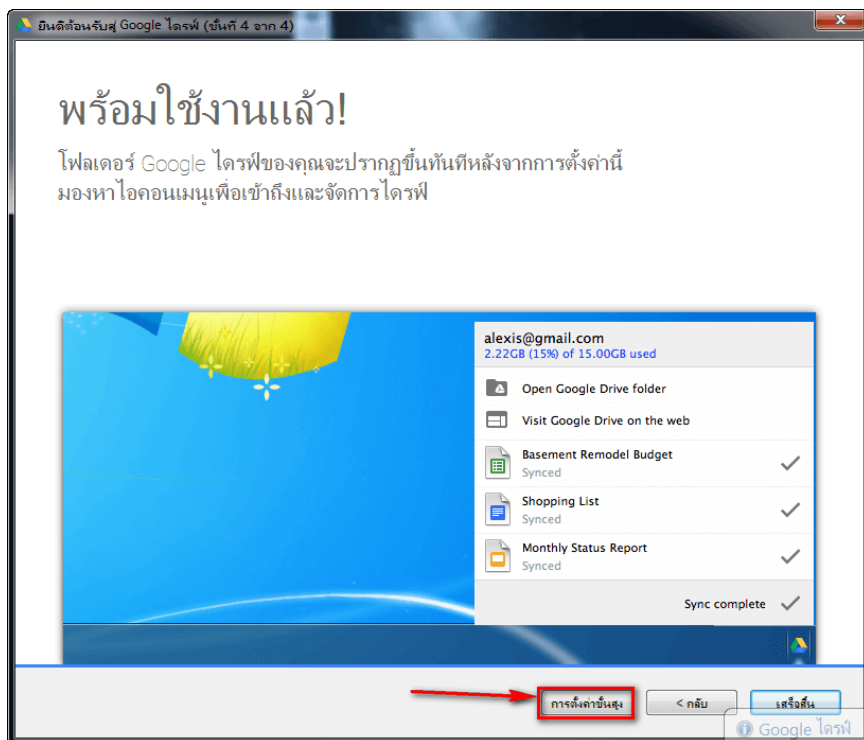 ยินดีต้อนรับสู่ Google ไดรฟ์ (ขั้นที่ 4 จาก 4)
x
พร้อมใช้งานแล้ว!
โฟลเดอร์ Google ไดรฟ์ของคุณจะปรากฏขึ้นทันทีหลังจากการตั้งค่านี้
มองหาไอคอนเมนูเพื่อเข้าถึงและจัดการไดรฟ์
alexis@gmail.com
2.22GB (15%) of 15.00GB used
Open Google Drive folder
Visit Google Drive on the web
Basement Remodel Budget
Synced
Shopping List
Synced
Monthly Status Report
Synced
Sync complete
การตั้งค่าขั้นสูง
< กลับ
เสร็จสิ้น
Google ไดรฟ์